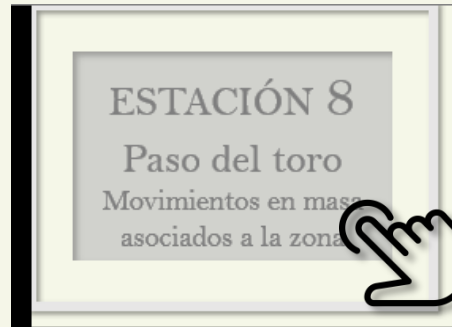 ESTACIÓN 8
Paso del toro
Movimientos en masa
asociados a la zona